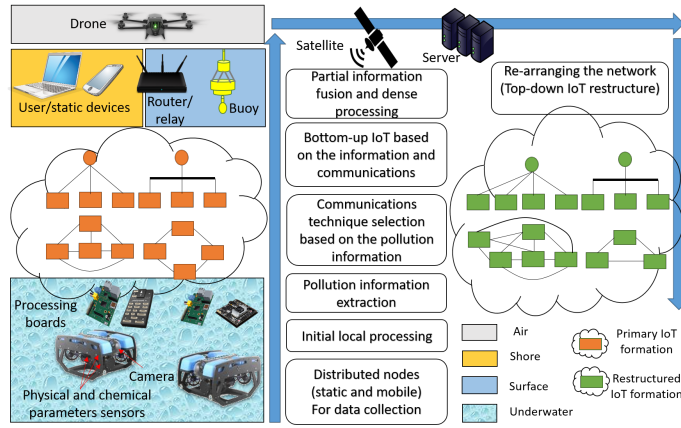 Drone
User/static devices
Router/
relay
Buoy
Satellite
Server
Partial information
fusion and dense
processing
Bottom-up IoT based
on the information and
communications
Communications
technique selection
based on the pollution
information
Pollution information
extraction
Initial local processing
Distributed nodes
(static and mobile)
For data collection
Re-arranging the network
(Top-down IoT restructure)
Processing
boards
Camera
Physical and chemical
parameters sensors
Air
Shore
Surface
Underwater
Primary IoT
formation
Restructured
IoT formation